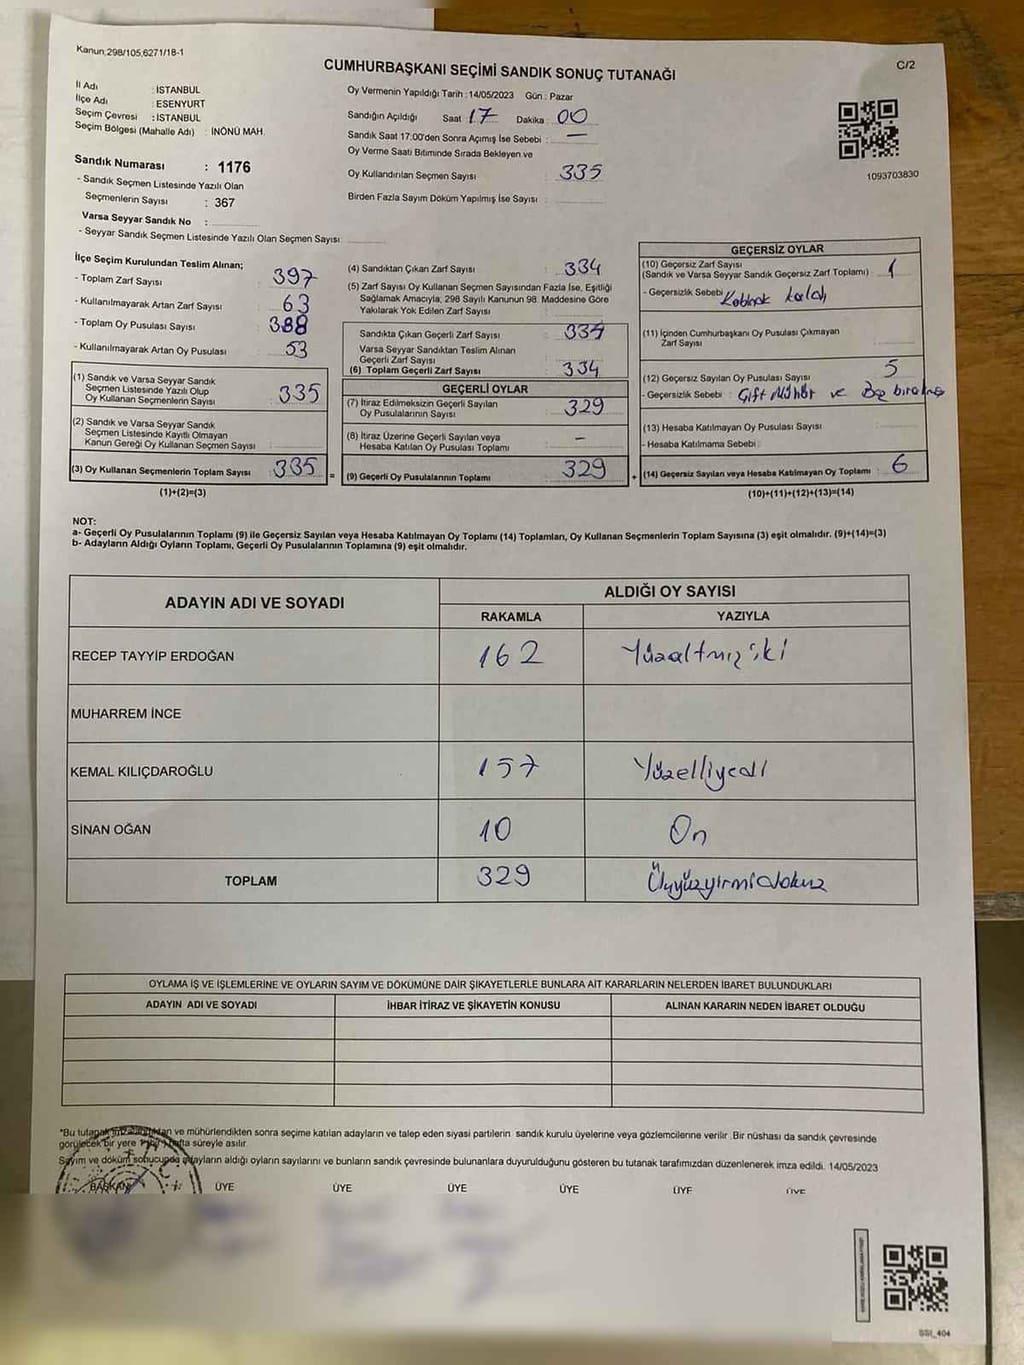 Kanun:298/105,6271/18-1
C/2
CUMHURBAŞKANI SEÇİMİ SANDIK SONUÇ TUTANAĞI
İl Adı : İSTANBUL
İlçe Adı : ESENYURT
Seçim Çevresi : İSTANBUL
Seçim Bölgesi (Mahalle Adı) : İNÖNÜ MAH.
Sandık Numarası : 1176
- Sandık Seçmen Listesinde Yazılı Olan
Seçmenlerin Sayısı : 367
Varsa Seyyar Sandık No :
- Seyyar Sandık Seçmen Listesinde Yazılı Olan Seçmen Sayısı:
Oy Vermenin Yapıldığı Tarih : 14/05/2023 Gün : Pazar
Sandığın Açıldığı Saat 17 Dakika : 00
Sandık Saat 17:00'den Sonra Açımış İse Sebebi : —
Oy Verme Saati Bitiminde Sırada Bekleyen ve
Oy Kullandırılan Seçmen Sayısı : 335
Birden Fazla Sayım Döküm Yapılmış İse Sayısı :
1093703830
İlçe Seçim Kurulundan Teslim Alınan;
- Toplam Zarf Sayısı : 397
- Kullanılmayarak Artan Zarf Sayısı : 63
- Toplam Oy Pusulası Sayısı : 388
- Kullanılmayarak Artan Oy Pusulası : 53
(1) Sandık ve Varsa Seyyar Sandık
Seçmen Listesinde Yazılı Olup
Oy Kullanan Seçmenlerin Sayısı : 335
(2) Sandık ve Varsa Seyyar Sandık
Seçmen Listesinde Kayıtlı Olmayan
Kanun Gereği Oy Kullanan Seçmen Sayısı :
(3) Oy Kullanan Seçmenlerin Toplam Sayısı : 335
(1)+(2)=(3)
(4) Sandıktan Çıkan Zarf Sayısı : 334
(5) Zarf Sayısı Oy Kullanan Seçmen Sayısından Fazla İse, Eşitliği
Sağlamak Amacıyla; 298 Sayılı Kanunun 98. Maddesine Göre
Yakılarak Yok Edilen Zarf Sayısı :
Sandıkta Çıkan Geçerli Zarf Sayısı : 334
Varsa Seyyar Sandıktan Teslim Alınan
Geçerli Zarf Sayısı :
(6) Toplam Geçerli Zarf Sayısı : 334
GEÇERLİ OYLAR
(7) İtiraz Edilmeksizin Geçerli Sayılan
Oy Pusulalarının Sayısı : 329
(8) İtiraz Üzerine Geçerli Sayılan veya
Hesaba Katılan Oy Pusulaları Toplamı : –
(9) Geçerli Oy Pusulalarının Toplamı : 329
GEÇERSİZ OYLAR
(10) Geçersiz Zarf Sayısı : 1
(Sandık ve Varsa Seyyar Sandık Geçersiz Zarf Toplamı)
- Geçersizlik Sebebi :
(11) İçinden Cumhurbaşkanı Oy Pusulası Çıkmayan
Zarf Sayısı :
(12) Geçersiz Sayılan Oy Pusulası Sayısı : 5
- Geçersizlik Sebebi : Çift Mühür ve
(13) Hesaba Katılmayan Oy Pusulası Sayısı :
- Hesaba Katılmama Sebebi :
(14) Geçersiz Sayılan veya Hesaba Katılmayan Oy Toplamı : 6
(10)+(11)+(12)+(13)=(14)
NOT:
a- Geçerli Oy Pusulalarının Toplamı (9) ile Geçersiz Sayılan veya Hesaba Katılmayan Oy Toplamı (14) Toplamları, Oy Kullanan Seçmenlerin Toplam Sayısına (3) eşit olmalıdır. (9)+(14)=(3)
b- Adayların Aldığı Oyların Toplamı, Geçerli Oy Pusulalarının Toplamına (9) eşit olmalıdır.
ADAYIN ADI VE SOYADI ALDIĞI OY SAYISI
RAKAMLA YAZIYLA
RECEP TAYYİP ERDOĞAN 162 Yüzaltmışiki
MUHARREM İNCE
KEMAL KILIÇDAROĞLU 157 Yüzelliyedi
SİNAN OĞAN 10 On
TOPLAM 329 Üçyüzyirmidokuz
OYLAMA İŞ VE İŞLEMLERİNE VE OYLARIN SAYIM VE DÖKÜMÜNE DAİR ŞİKAYETLERLE BUNLARA AİT KARARLARIN NELERDEN İBARET BULUNDUKLARI
ADAYIN ADI VE SOYADI İHBAR İTİRAZ VE ŞİKAYETİN KONUSU ALINAN KARARIN NEDEN İBARET OLDUĞU
*Bu tutanak imzalandıktan ve mühürlendikten sonra seçime katılan adayların ve talep eden siyasi partilerin sandık kurulu üyelerine veya gözlemcilerine verilir .Bir nüshası da sandık çevresinde
görülecek bir yere 1 (bir) hafta süreyle asılır.
Sayım ve döküm sonucunda adayların aldığı oyların sayılarını ve bunların sandık çevresinde bulunanlara duyurulduğunu gösteren bu tutanak tarafımızdan düzenlenerek imza edildi. 14/05/2023
BAŞKAN ÜYE ÜYE ÜYE ÜYE ÜYE ÜYE
SSI_404